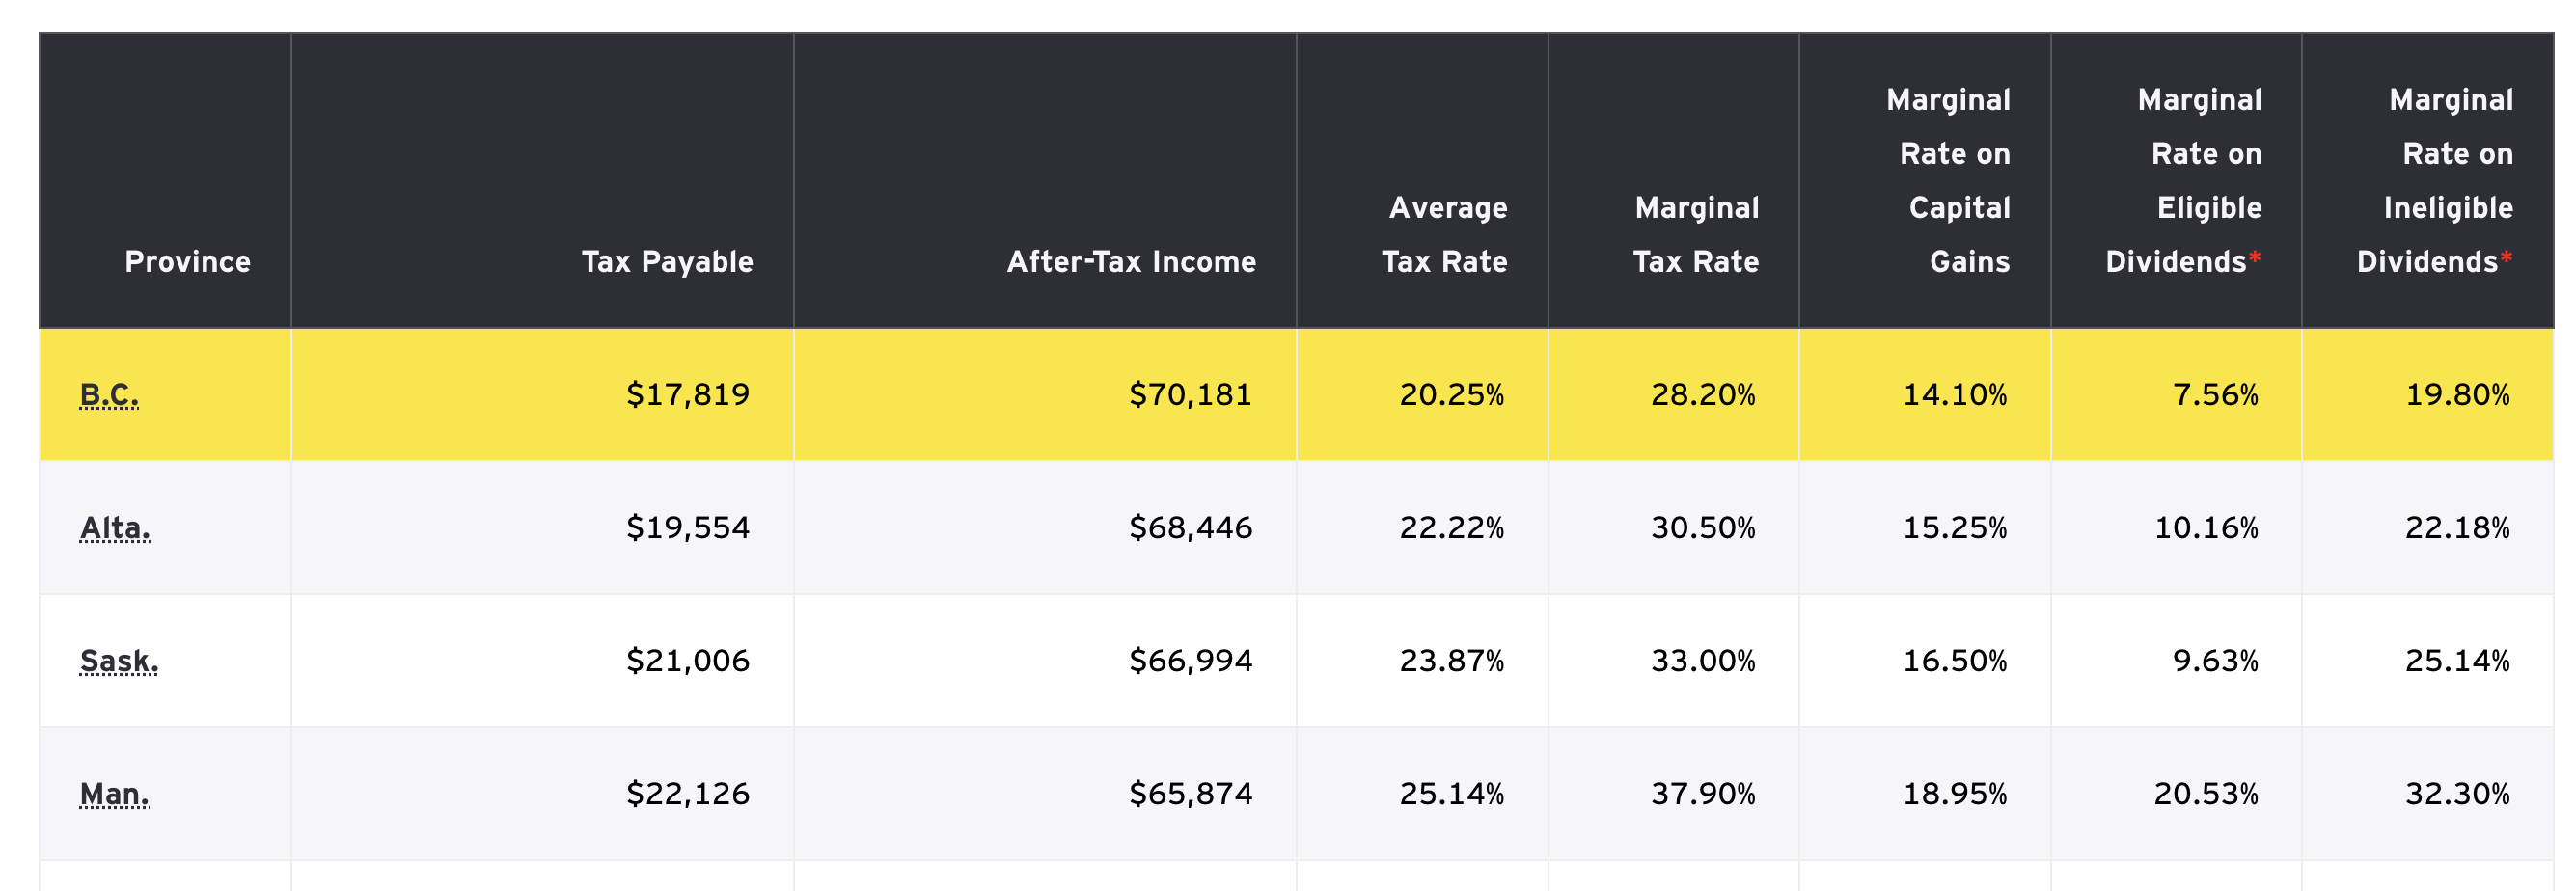 Province Tax Payable After-Tax Income Average Tax Rate Marginal Tax Rate Marginal Rate on Capital Gains Marginal Rate on Eligible Dividends* Marginal Rate on Ineligible Dividends*
B.C. $17,819 $70,181 20.25% 28.20% 14.10% 7.56% 19.80%
Alta. $19,554 $68,446 22.22% 30.50% 15.25% 10.16% 22.18%
Sask. $21,006 $66,994 23.87% 33.00% 16.50% 9.63% 25.14%
Man. $22,126 $65,874 25.14% 37.90% 18.95% 20.53% 32.30%